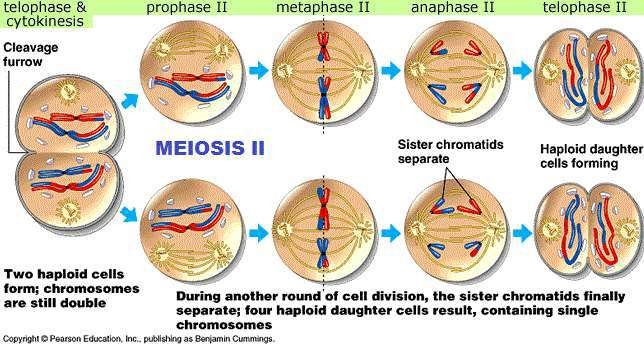 telophase &
cytokinesis
prophase II
metaphase II
anaphase II
telophase II
Cleavage
furrow
MEIOSIS II
Sister chromatids
separate
Haploid daughter
cells forming
Two haploid cells
form; chromosomes
are still double
During another round of cell division, the sister chromatids finally
separate; four haploid daughter cells result, containing single
chromosomes
Copyright © Pearson Education, Inc., publishing as Benjamin Cummings.